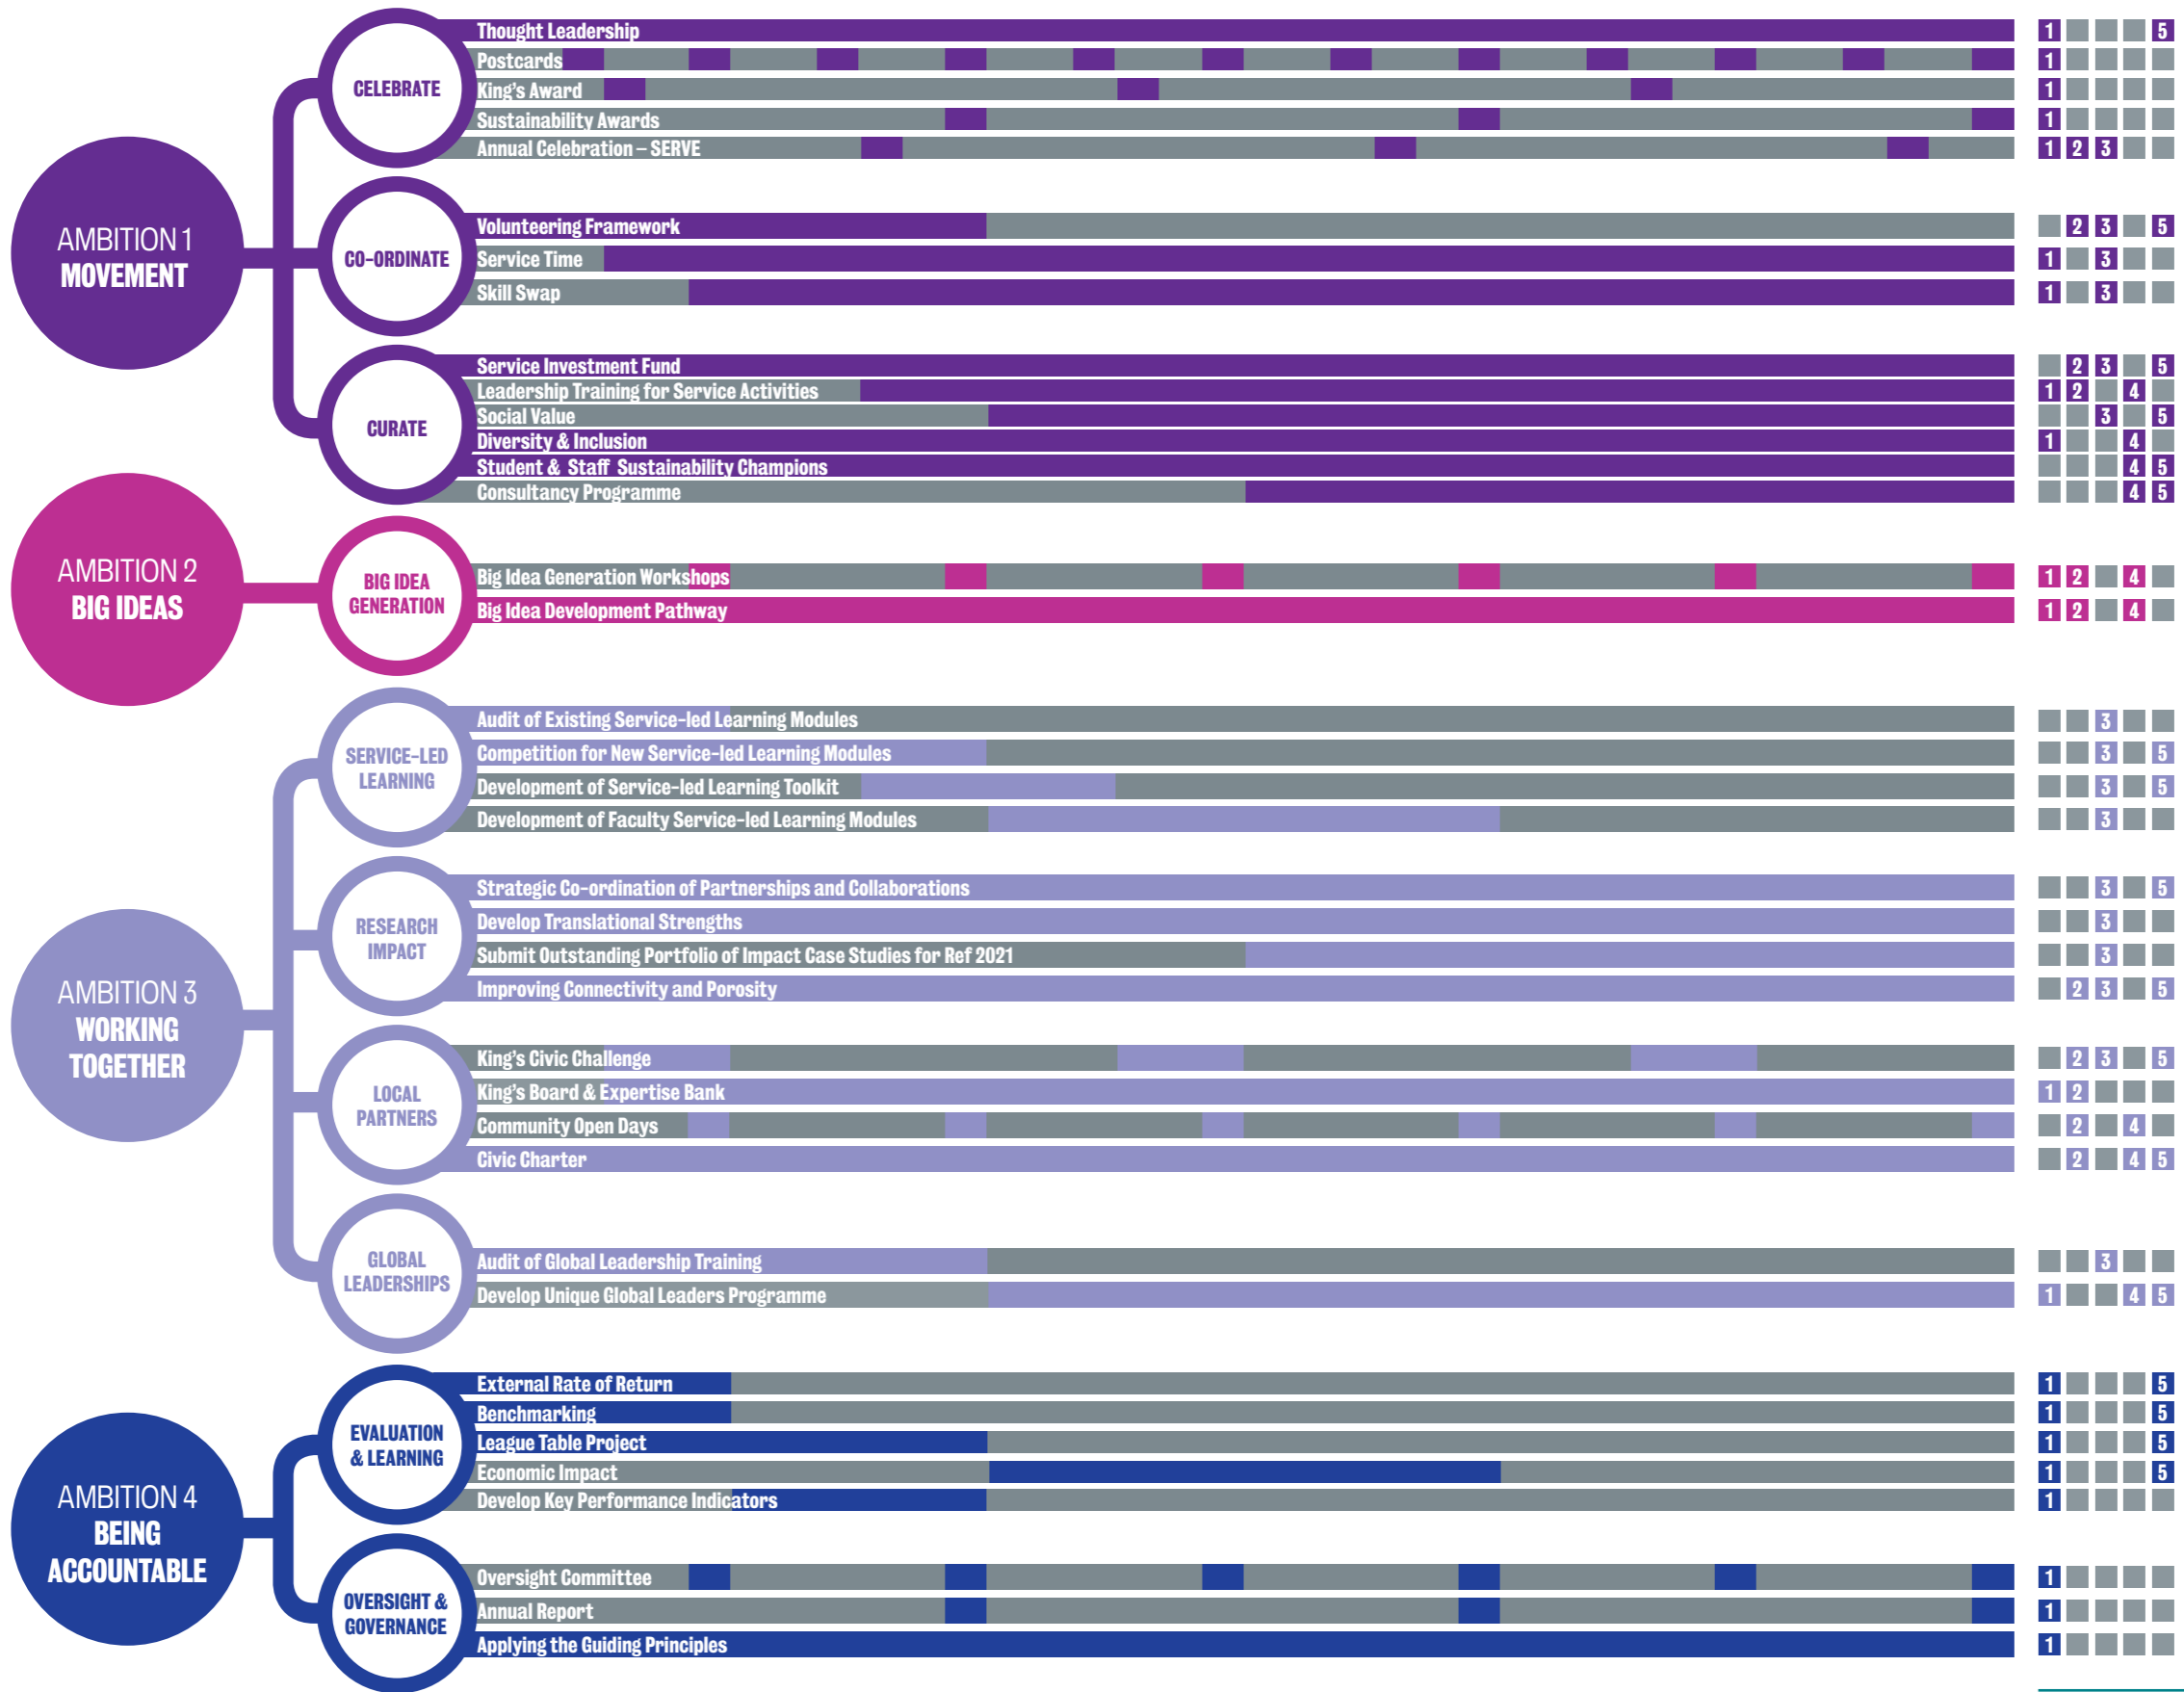 AMBITION 1
MOVEMENT
CELEBRATE
Thought Leadership 1 5
Postcards 1
King's Award 1
Sustainability Awards 1
Annual Celebration – SERVE 1 2 3
CO-ORDINATE
Volunteering Framework 2 3 5
Service Time 1 3
Skill Swap 1 3
CURATE
Service Investment Fund 2 3 5
Leadership Training for Service Activities 1 2 4
Social Value 3 5
Diversity & Inclusion 1 4
Student & Staff Sustainability Champions 4 5
Consultancy Programme 4 5
AMBITION 2
BIG IDEAS
BIG IDEA
GENERATION
Big Idea Generation Workshops 1 2 4
Big Idea Development Pathway 1 2 4
AMBITION 3
WORKING
TOGETHER
SERVICE-LED
LEARNING
Audit of Existing Service-led Learning Modules 3
Competition for New Service-led Learning Modules 3 5
Development of Service-led Learning Toolkit 3 5
Development of Faculty Service-led Learning Modules 3
RESEARCH
IMPACT
Strategic Co-ordination of Partnerships and Collaborations 3 5
Develop Translational Strengths 3
Submit Outstanding Portfolio of Impact Case Studies for Ref 2021 3
Improving Connectivity and Porosity 2 3 5
LOCAL
PARTNERS
King's Civic Challenge 2 3 5
King's Board & Expertise Bank 1 2
Community Open Days 2 4
Civic Charter 2 4 5
GLOBAL
LEADERSHIPS
Audit of Global Leadership Training 3
Develop Unique Global Leaders Programme 1 4 5
AMBITION 4
BEING
ACCOUNTABLE
EVALUATION
& LEARNING
External Rate of Return 1 5
Benchmarking 1 5
League Table Project 1 5
Economic Impact 1 5
Develop Key Performance Indicators 1
OVERSIGHT &
GOVERNANCE
Oversight Committee 1
Annual Report 1
Applying the Guiding Principles 1